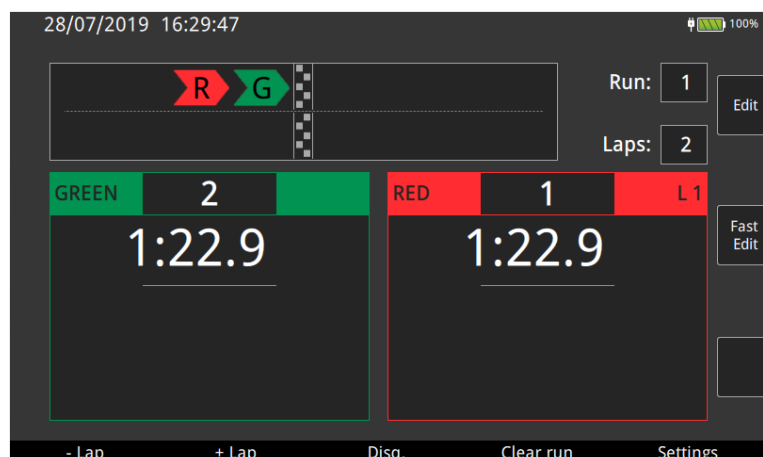 28/07/2019 16:29:47 100%
R G
Run: 1
Edit
Laps: 2
GREEN 2 RED 1 L 1
1:22.9 1:22.9
Fast
Edit
- Lap + Lap Disq. Clear run Settings